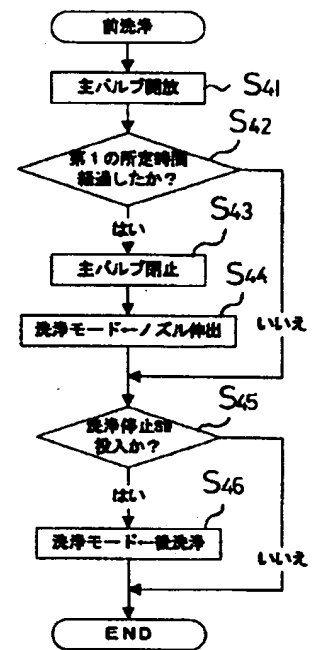 前洗浄
主バルブ開放
S41
S42
第1の所定時間
経過したか?
はい
S43
主バルブ閉止
S44
洗浄モード←ノズル伸出
いいえ
S45
洗浄停止SW
投入か?
はい
S46
洗浄モード←後洗浄
いいえ
END